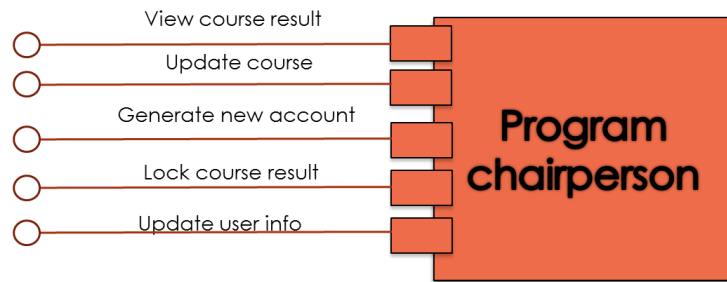 View course result
Update course
Generate new account
Lock course result
Update user info
Program
chairperson